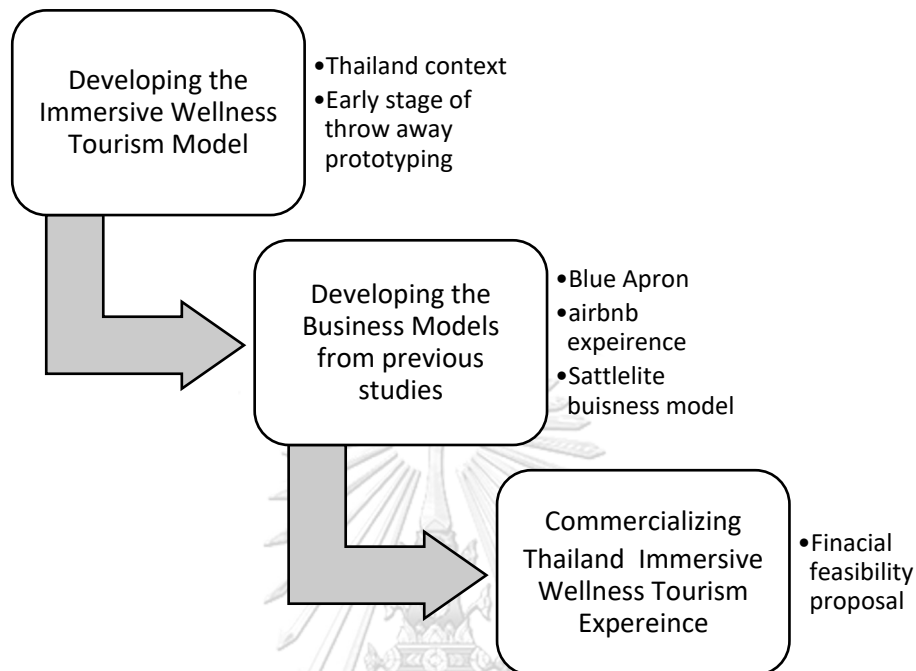 Developing the
Immersive Wellness
Tourism Model
•Thailand context
•Early stage of
throw away
prototyping
Developing the
Business Models
from previous
studies
•Blue Apron
•airbnb
expeirence
•Sattlelite
buisness model
Commercializing
Thailand Immersive
Wellness Tourism
Expereince
•Finacial
feasibility
proposal